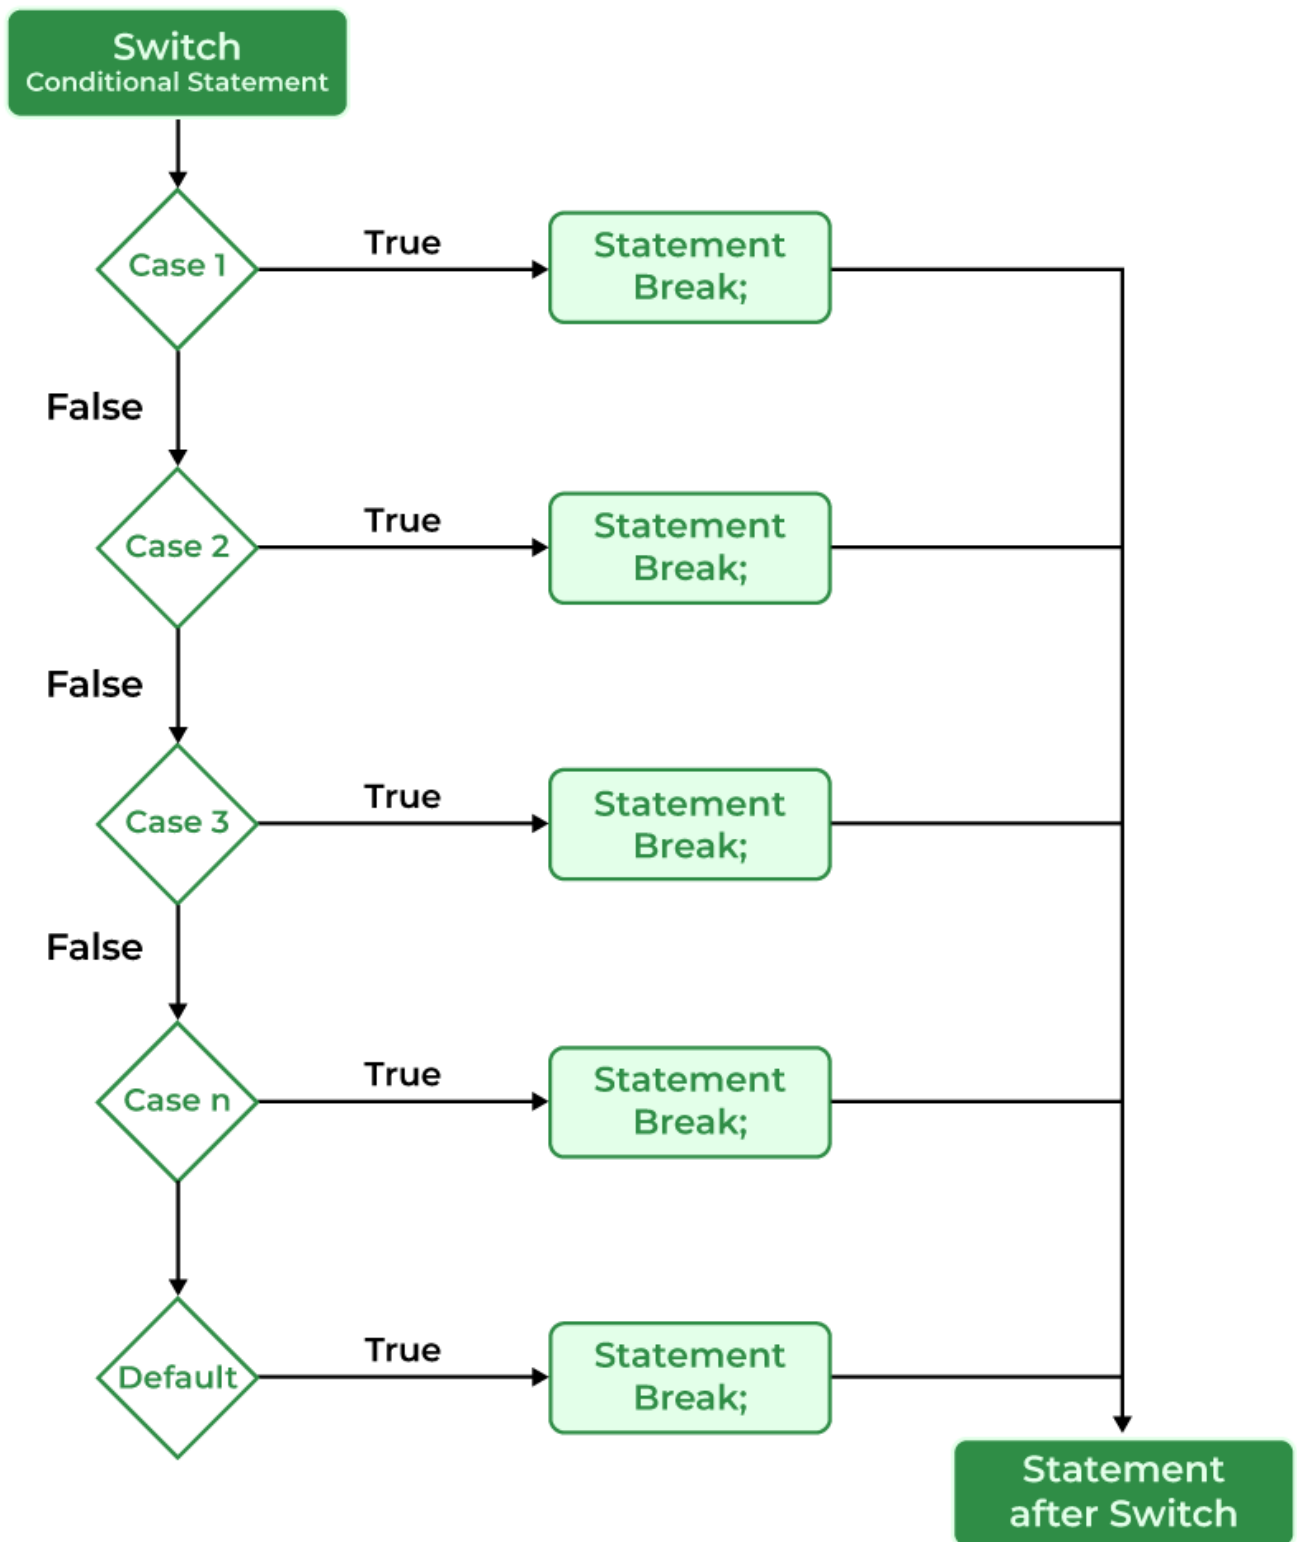 Switch
Conditional Statement
Case 1
True
Statement
Break;
False
Case 2
True
Statement
Break;
False
Case 3
True
Statement
Break;
False
Case n
True
Statement
Break;
Default
True
Statement
Break;
Statement
after Switch